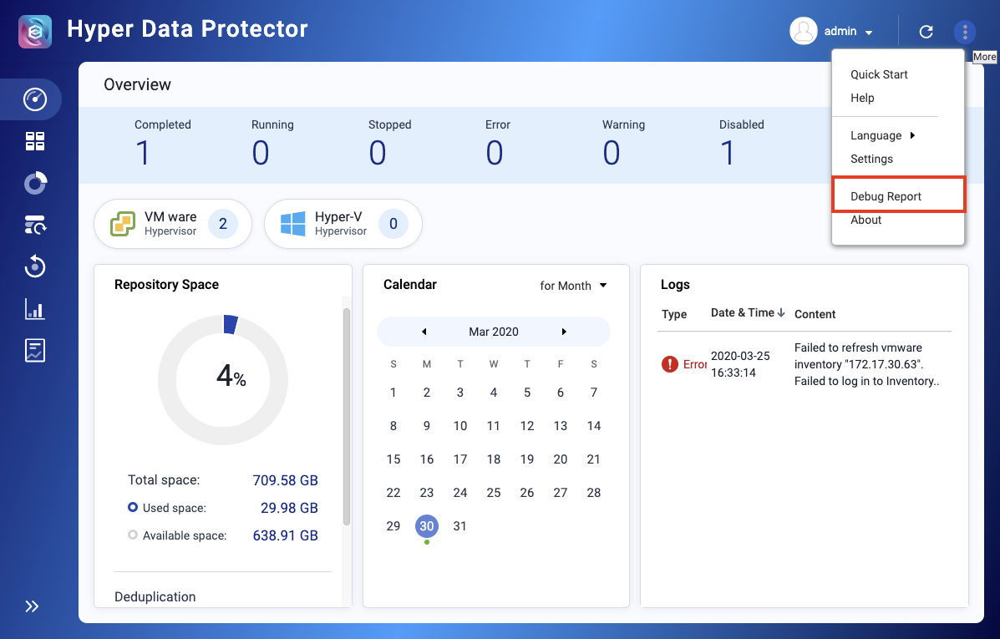 Hyper Data Protector
admin
More
Quick Start
Help
Language
Settings
Debug Report
About
Overview
Completed
1
Running
0
Stopped
0
Error
0
Warning
0
Disabled
1
VM ware
Hypervisor
2
Hyper-V
Hypervisor
0
Repository Space
4%
Total space: 709.58 GB
Used space: 29.98 GB
Available space: 638.91 GB
Deduplication
Calendar
for Month
Mar 2020
S M T W T F S
1 2 3 4 5 6 7
8 9 10 11 12 13 14
15 16 17 18 19 20 21
22 23 24 25 26 27 28
29 30 31
Logs
Type Date & Time Content
Error
2020-03-25
16:33:14
Failed to refresh vmware
inventory "172.17.30.63".
Failed to log in to Inventory..